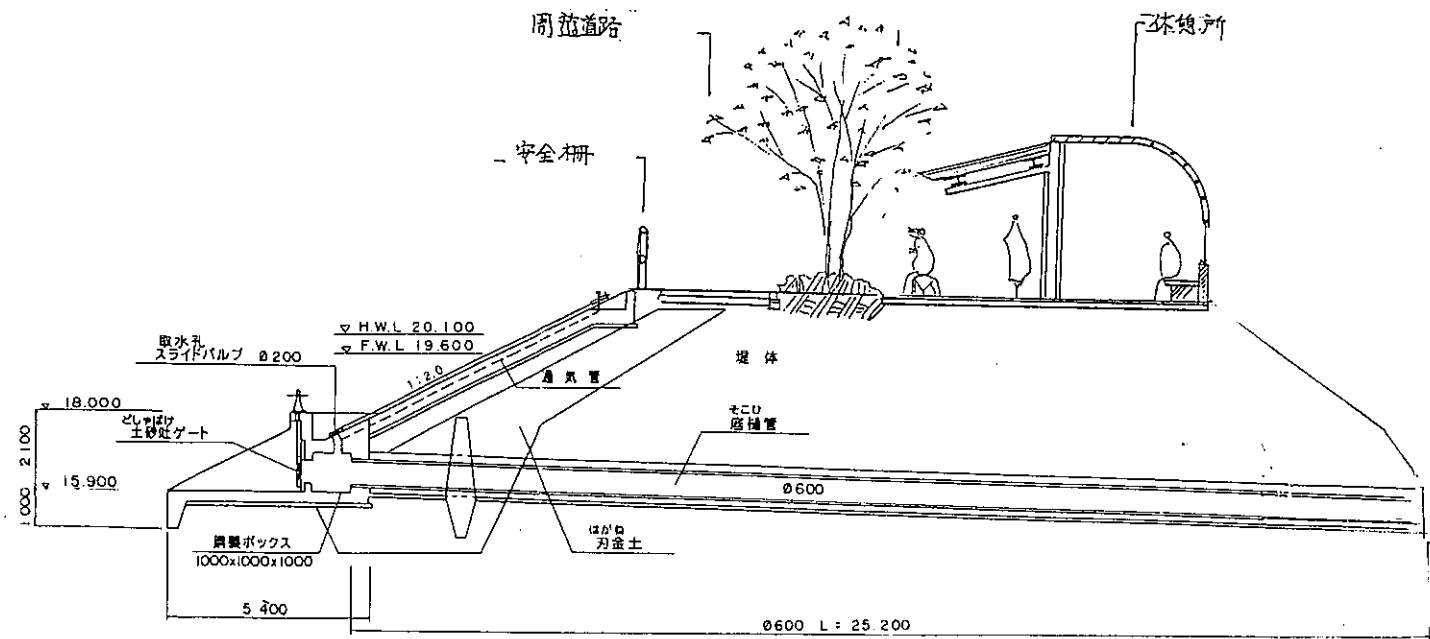 周遊道路
休憩所
安全柵
▽ H.W.L 20.100
▽ F.W.L 19.600
取水孔
スライドバルブ Ø200
1:2.0
通気管
堤体
▽ 18.000
どしゃばけ
土砂吐ゲート
そこひ
底樋管
2 100
▽ 15.900
Ø600
1 000
鋼製ボックス
1000x1000x1000
はがね
刃金土
5 400
Ø600 L = 25.200